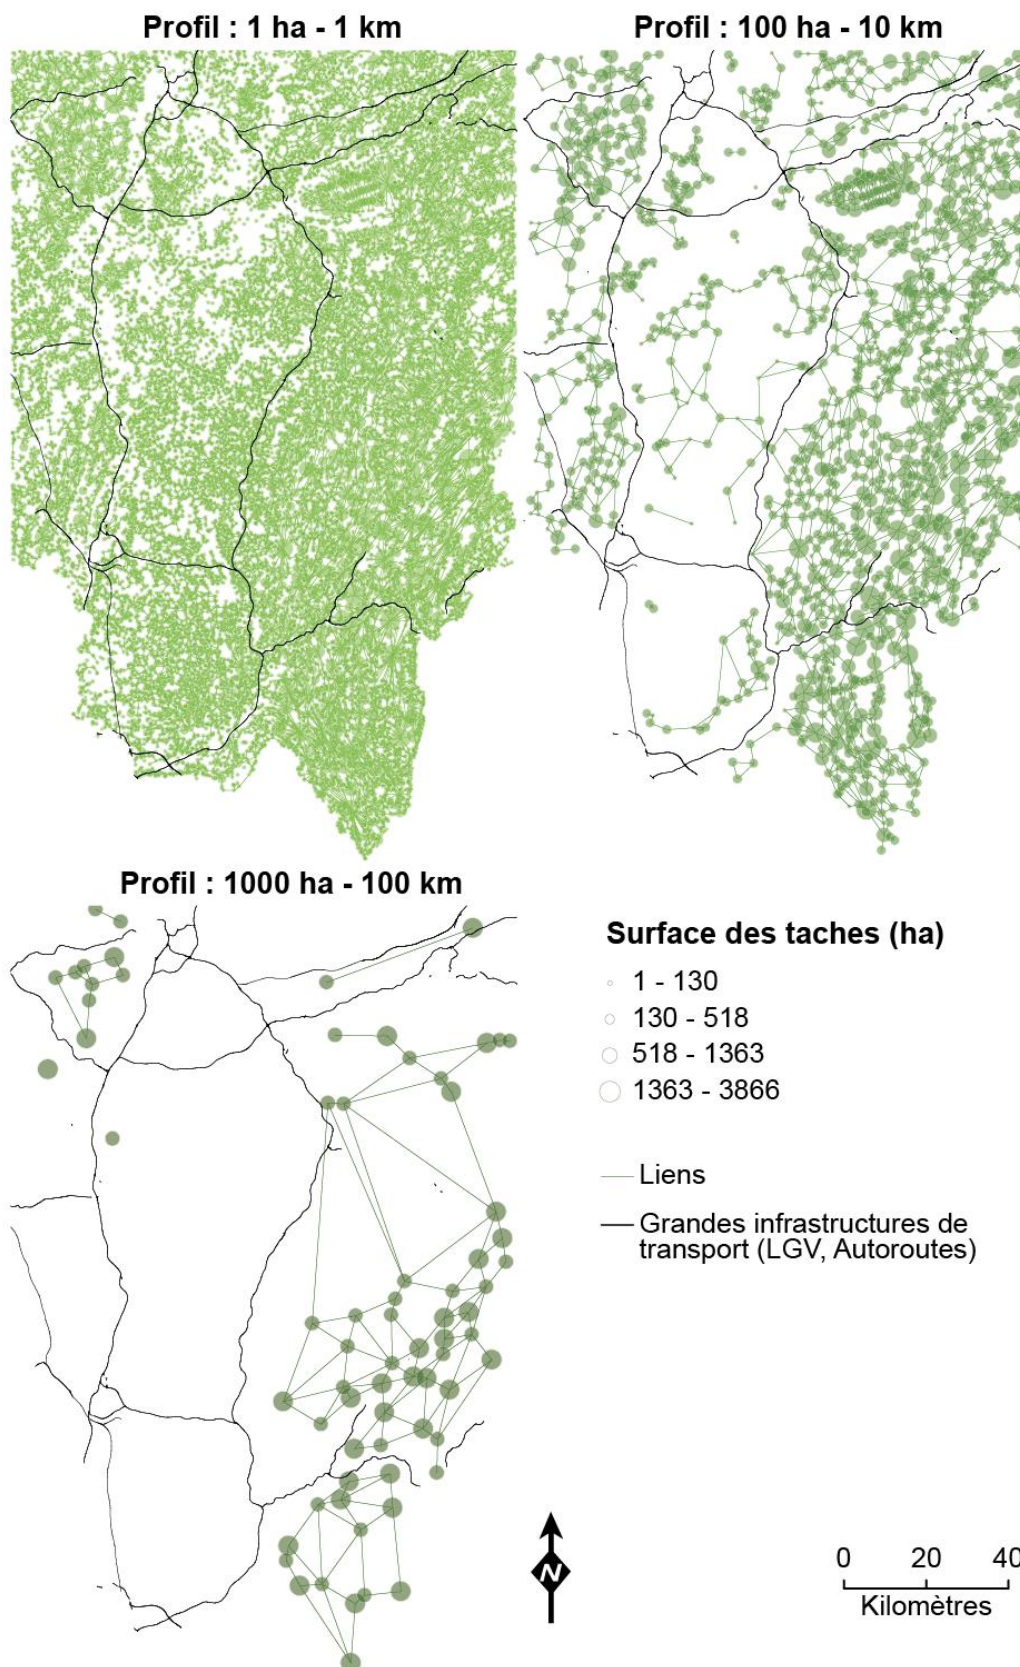 Profil : 1 ha - 1 km
Profil : 100 ha - 10 km
Profil : 1000 ha - 100 km
Surface des taches (ha)
1 - 130
130 - 518
518 - 1363
1363 - 3866
Liens
Grandes infrastructures de
transport (LGV, Autoroutes)
N
0 20 40
Kilomètres